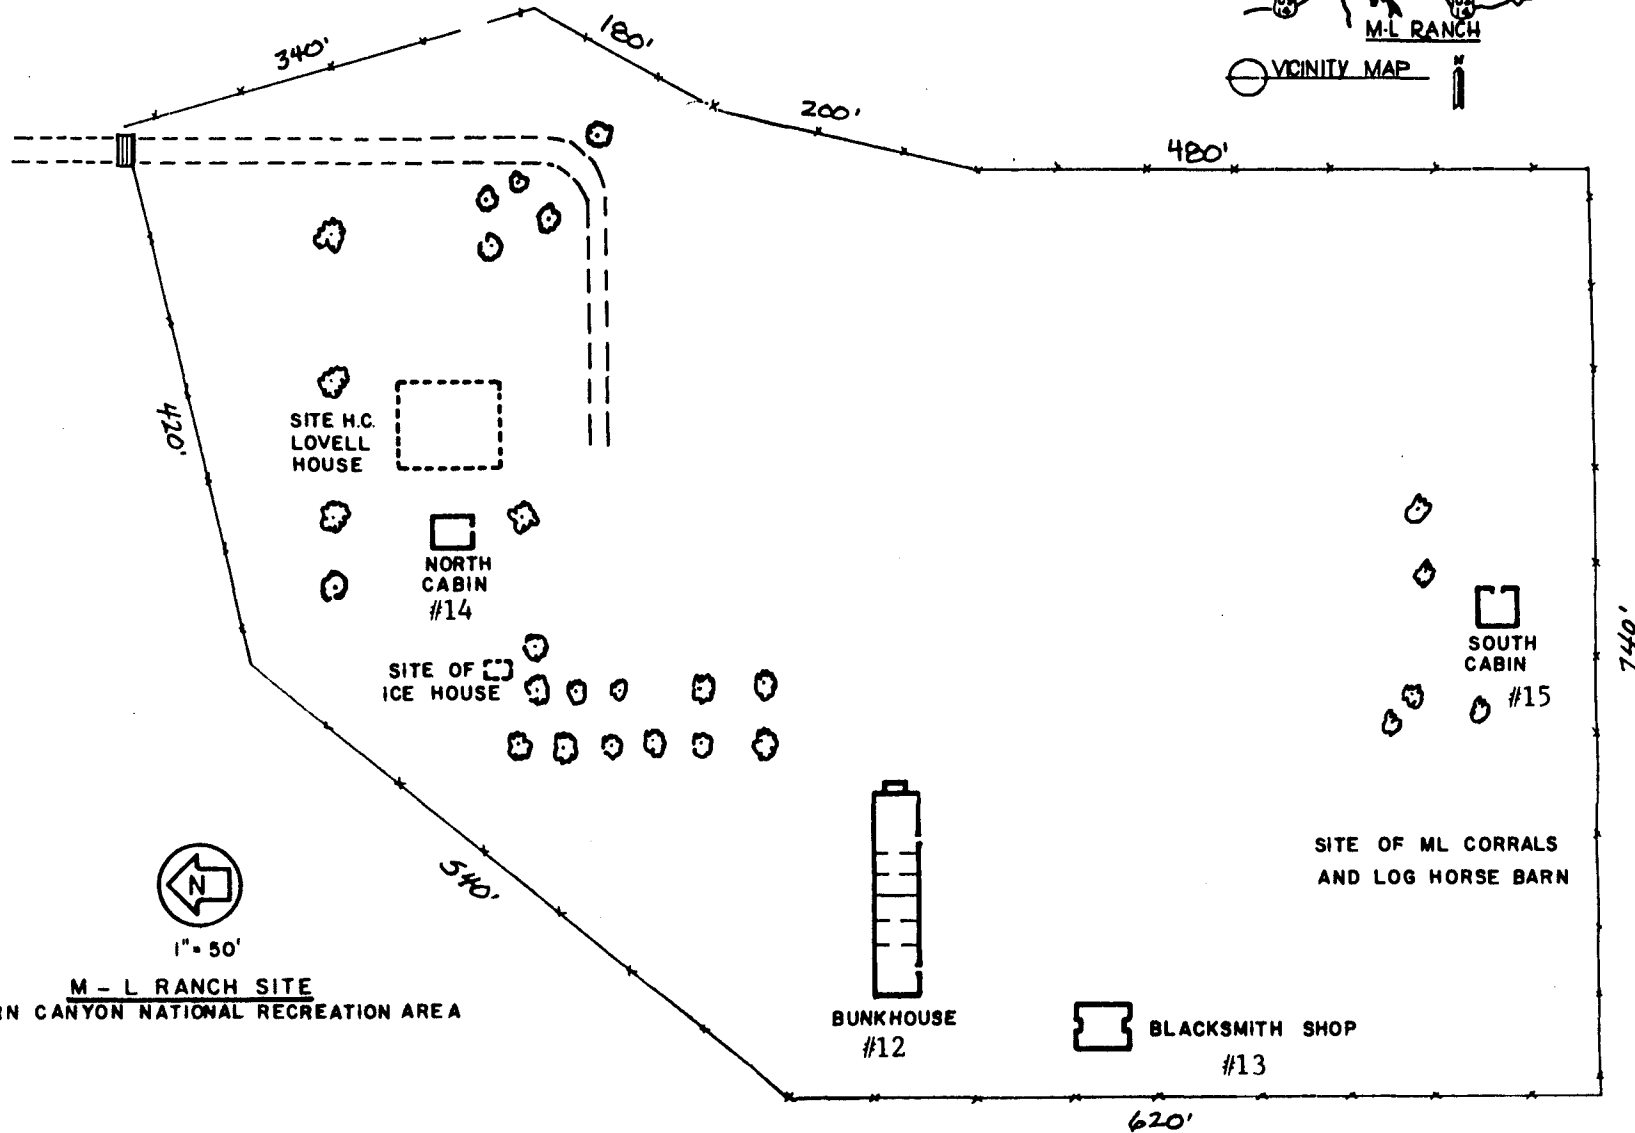 M-L RANCH
VICINITY MAP
N
340'
180'
200'
480'
420'
SITE H.C.
LOVELL
HOUSE
NORTH
CABIN
#14
SITE OF
ICE HOUSE
SOUTH
CABIN
#15
740'
540'
SITE OF ML CORRALS
AND LOG HORSE BARN
N
1"= 50'
M - L RANCH SITE
RN CANYON NATIONAL RECREATION AREA
BUNKHOUSE
#12
BLACKSMITH SHOP
#13
620'